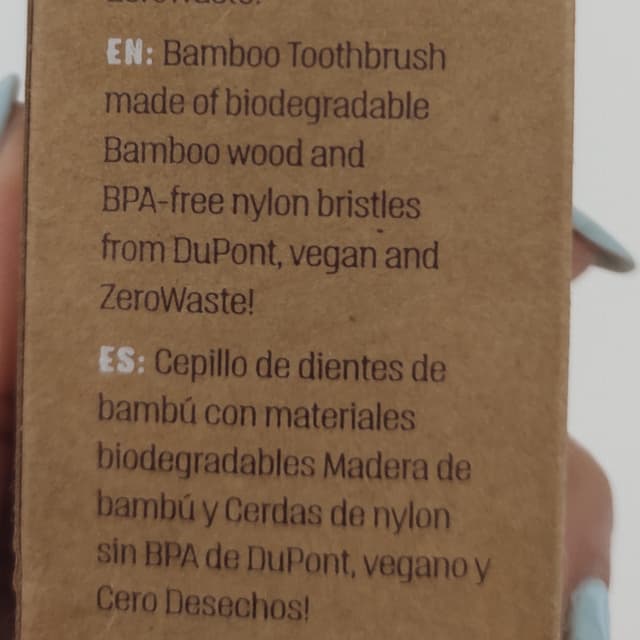 ZeroWaste!
EN: Bamboo Toothbrush
made of biodegradable
Bamboo wood and
BPA-free nylon bristles
from DuPont, vegan and
ZeroWaste!
ES: Cepillo de dientes de
bambú con materiales
biodegradables Madera de
bambú y Cerdas de nylon
sin BPA de DuPont, vegano y
Cero Desechos!